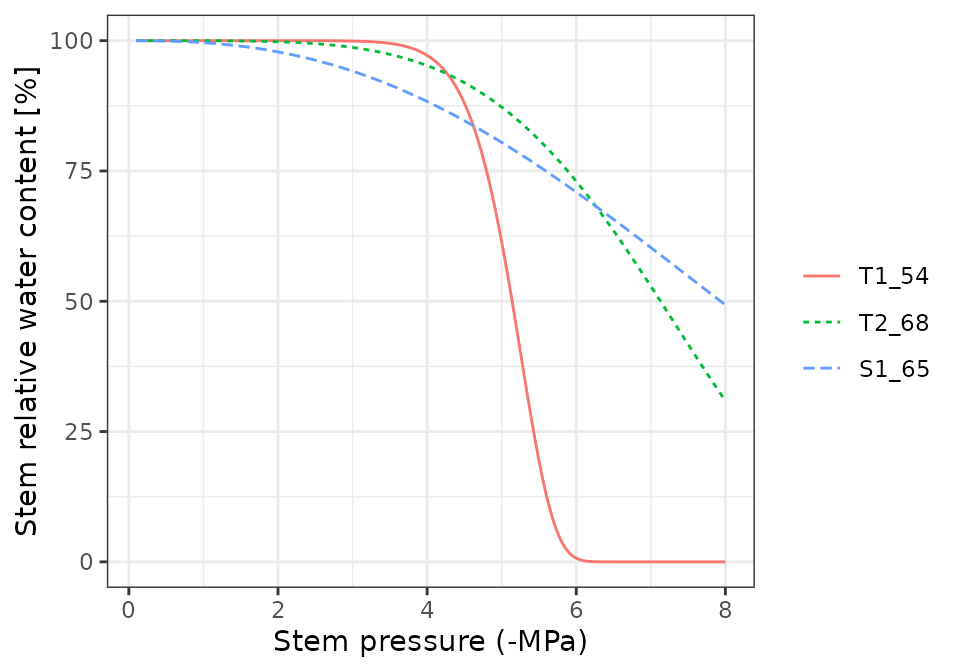 Stem relative water content [%]
100
75
50
25
0
0 2 4 6 8
Stem pressure (-MPa)
T1_54
T2_68
S1_65